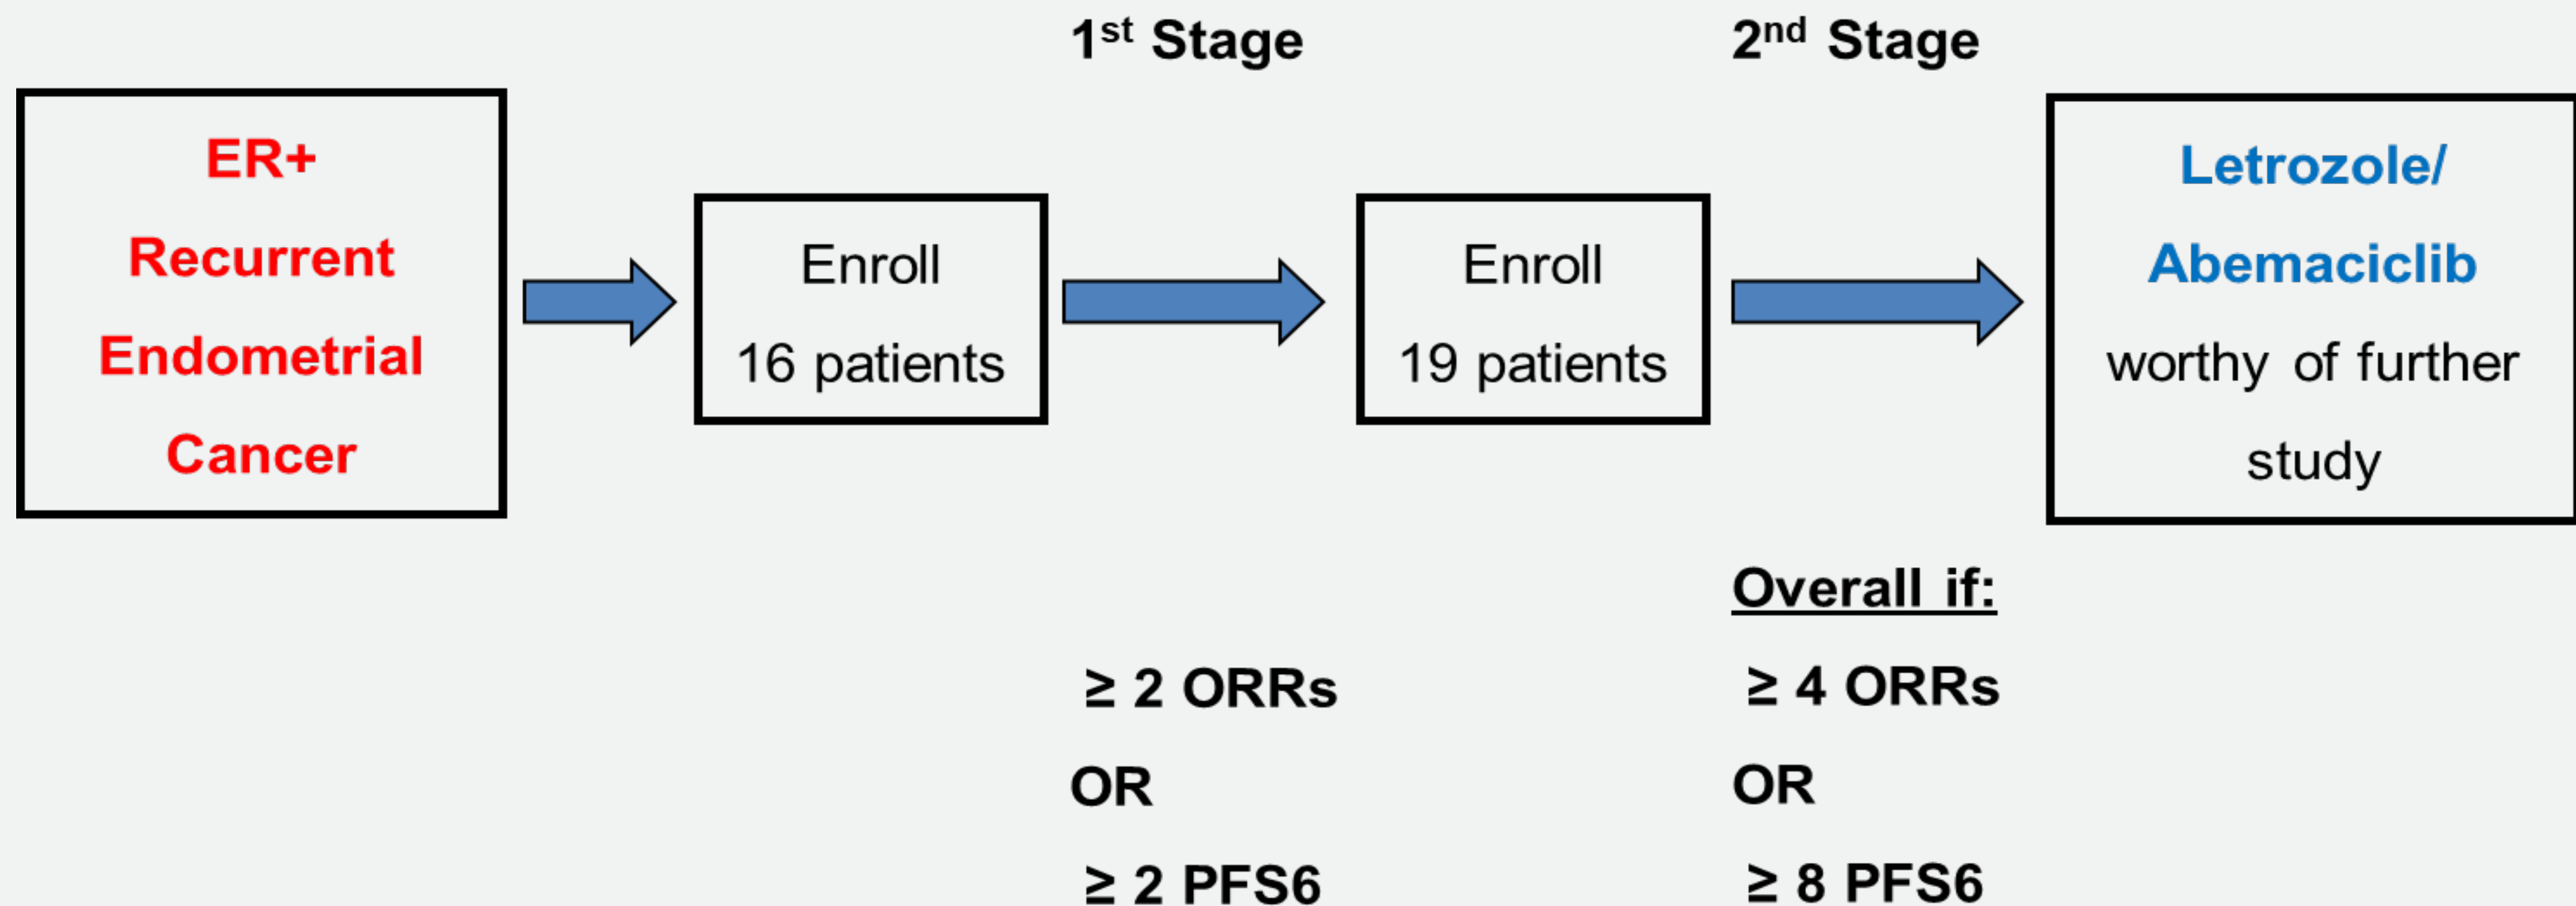 1st Stage
2nd Stage
ER+
Recurrent
Endometrial
Cancer
Enroll
16 patients
Enroll
19 patients
Letrozole/
Abemaciclib
worthy of further
study
≥ 2 ORRs
OR
≥ 2 PFS6
Overall if:
≥ 4 ORRs
OR
≥ 8 PFS6